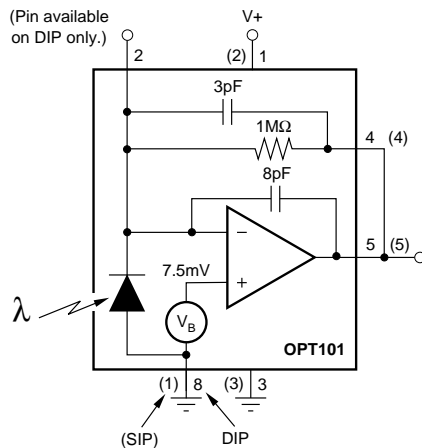 (Pin available
on DIP only.)
V+
2
(2)
1
3pF
1MΩ
4
(4)
8pF
7.5mV
−
+
5
(5)
λ
VB
OPT101
(1)
8
(3)
3
(SIP)
DIP